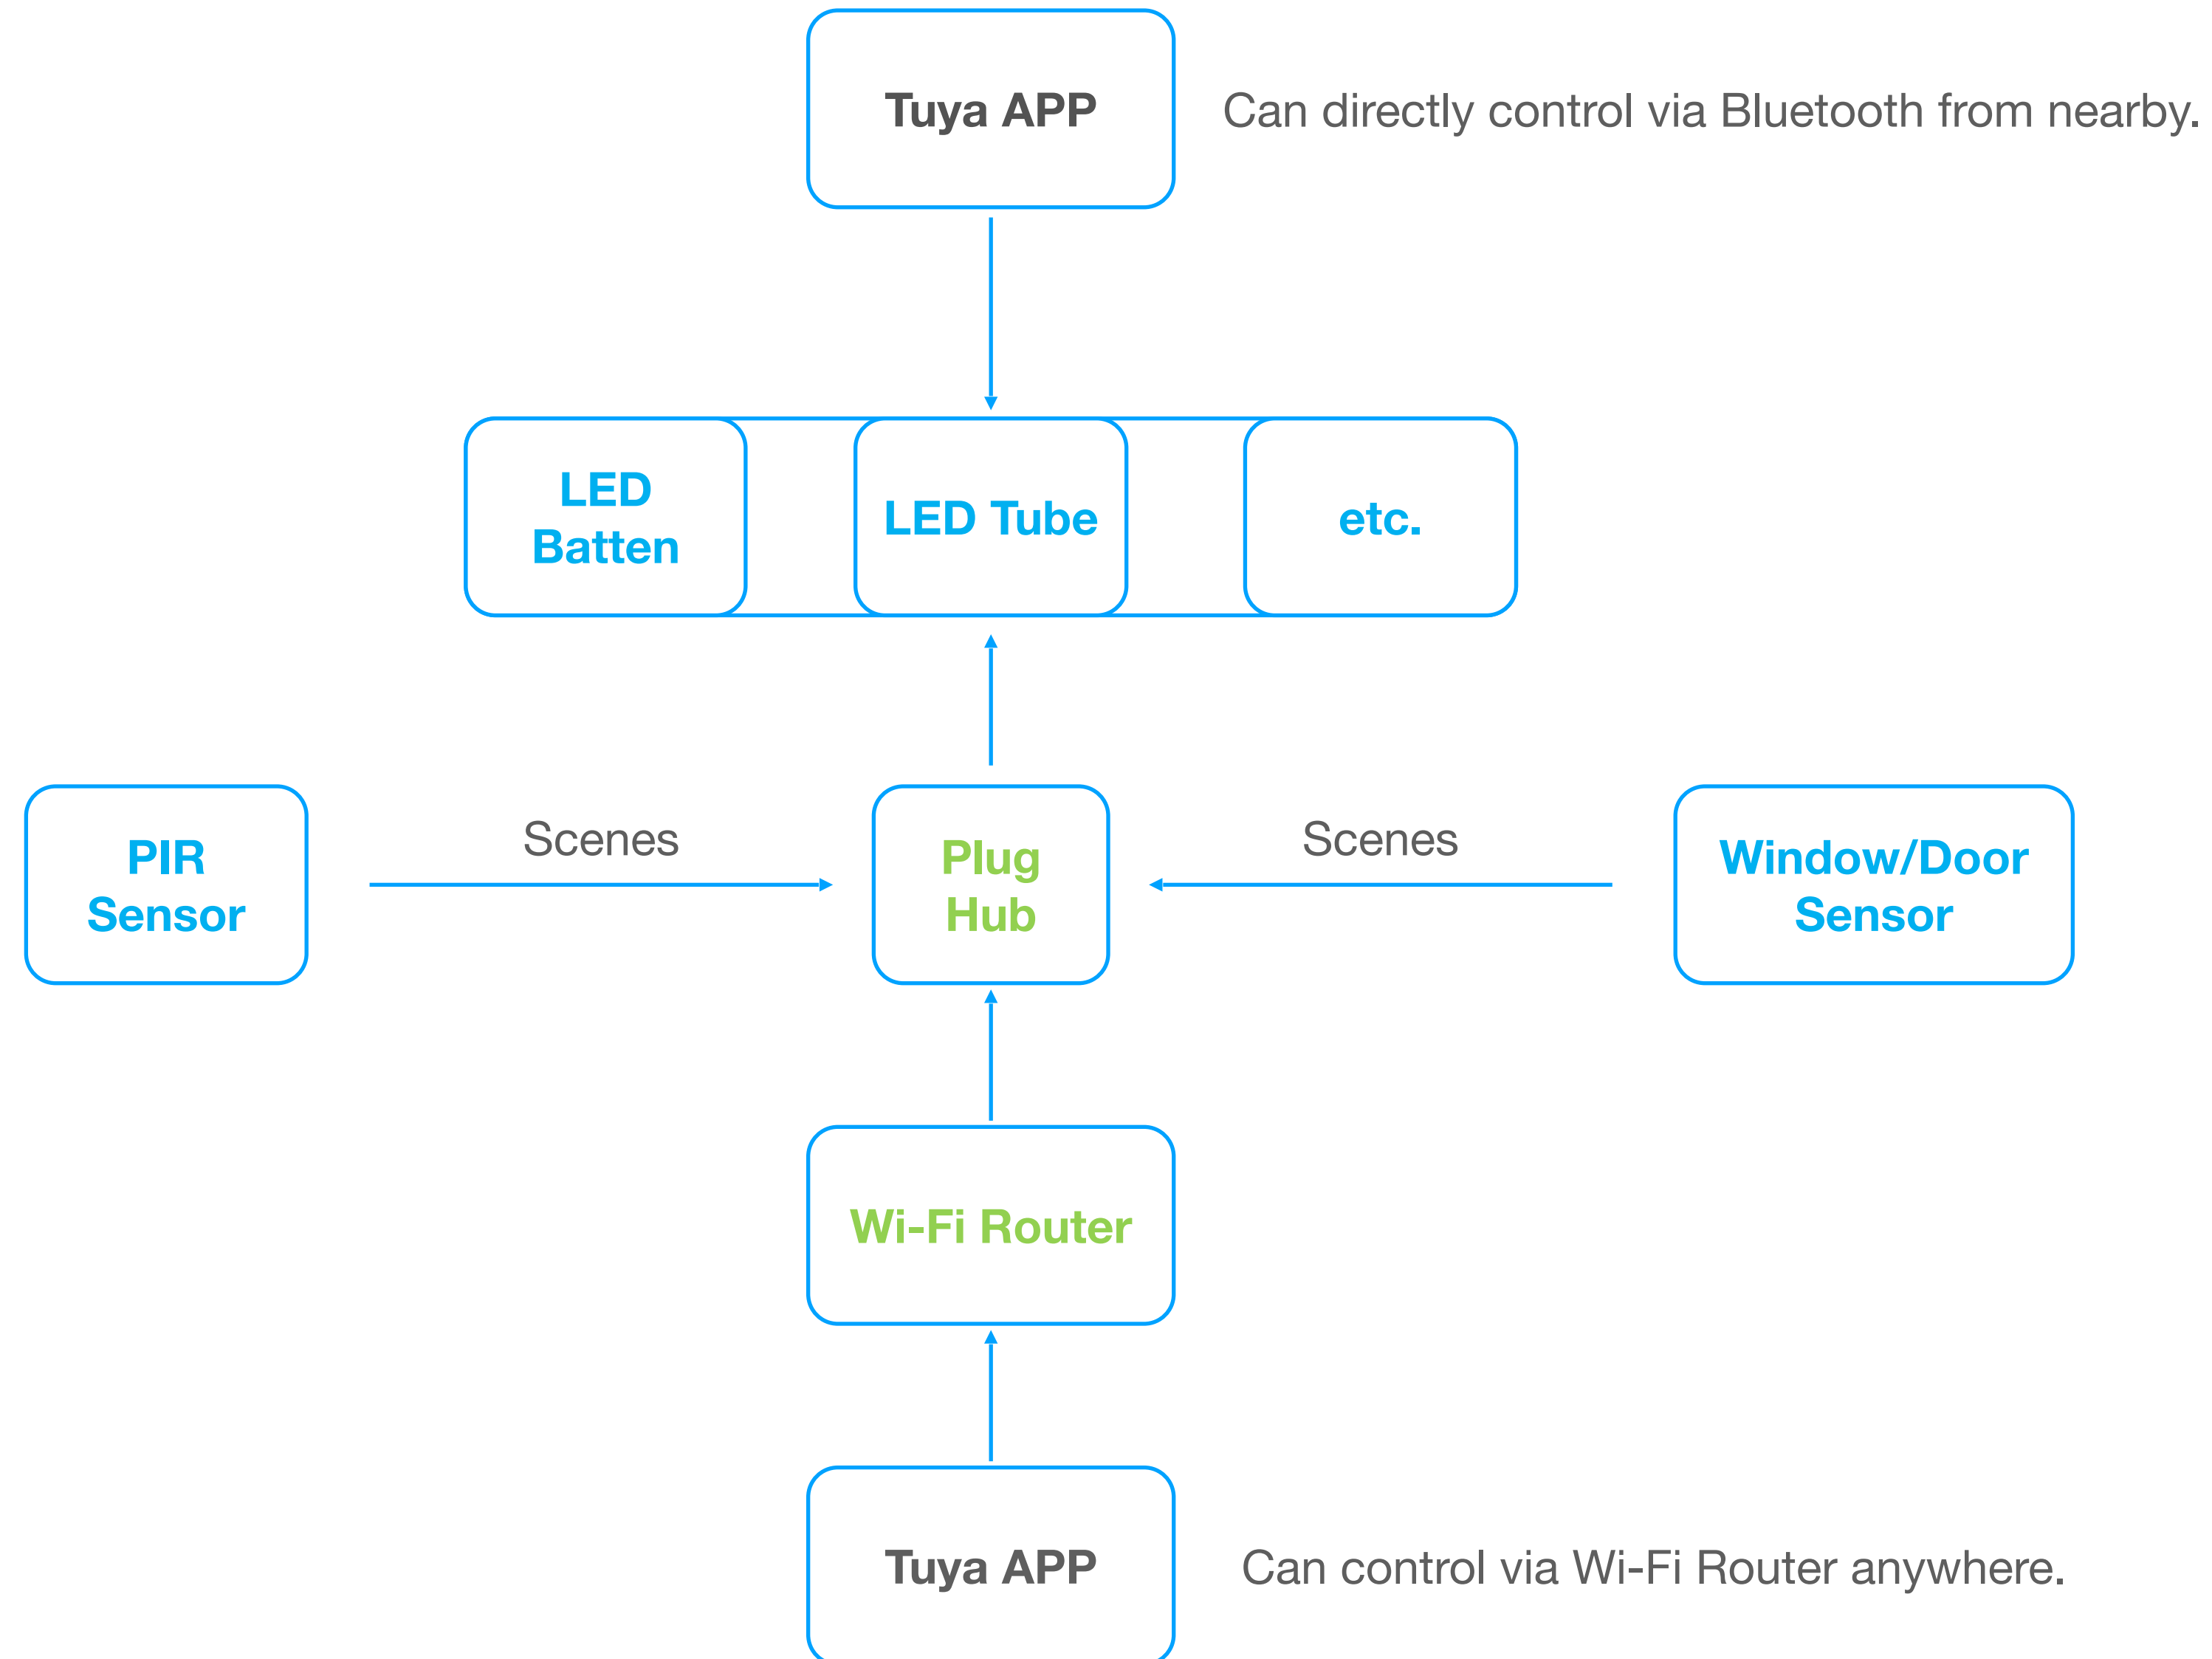 Tuya APP
Can directly control via Bluetooth from nearby.
LED
Batten
LED Tube
etc.
PIR
Sensor
Scenes
Plug
Hub
Scenes
Window/Door
Sensor
Wi-Fi Router
Tuya APP
Can control via Wi-Fi Router anywhere.